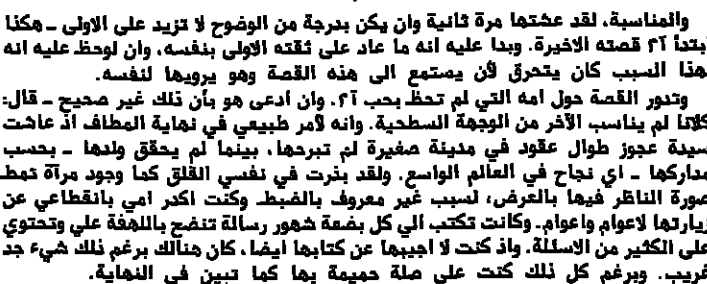 والمناسبة، لقد عشتها مرة ثانية وان يكن بدرجة من الوضوح لا تزيد على الاولى ـ هكذا
ابتدأ آ٢ قصته الاخيرة. وبدا عليه انه ما عاد على ثقته الاولى بنفسه، وان لوحظ عليه انه
لهذا السبب كان يتحرق لأن يستمع الى هذه القصة وهو يرويها لنفسه.
وتدور القصة حول امه التي لم تحظ بحب آ٢. وان أدعى هو بأن ذلك غير صحيح ـ قال:
كلانا لم يناسب الآخر من الوجهة السطحية. وانه لأمر طبيعي في نهاية المطاف اذ عاشت
سيدة عجوز طوال عقود في مدينة صغيرة لم تبرحها، بينما لم يحقق ولدها ـ بحسب
مداركها ـ اي نجاح في العالم الواسع. ولقد بذرت في نفسي القلق كما وجود مرآة تمط
صورة الناظر فيها بالعرض، لسبب غير معروف بالضبط وكنت اكدر امي بانقطاعي عن
زيارتها لاعوام واعوام. وكانت تكتب الي كل بضعة شهور رسالة تنضح باللهفة علي وتحتوي
على الكثير من الاسئلة. واذ كنت لا اجيبها عن كتابها ايضا، كان هنالك برغم ذلك شيء جد
غريب. وبرغم كل ذلك كنت على صلة حميمة بها كما تبين في النهاية.